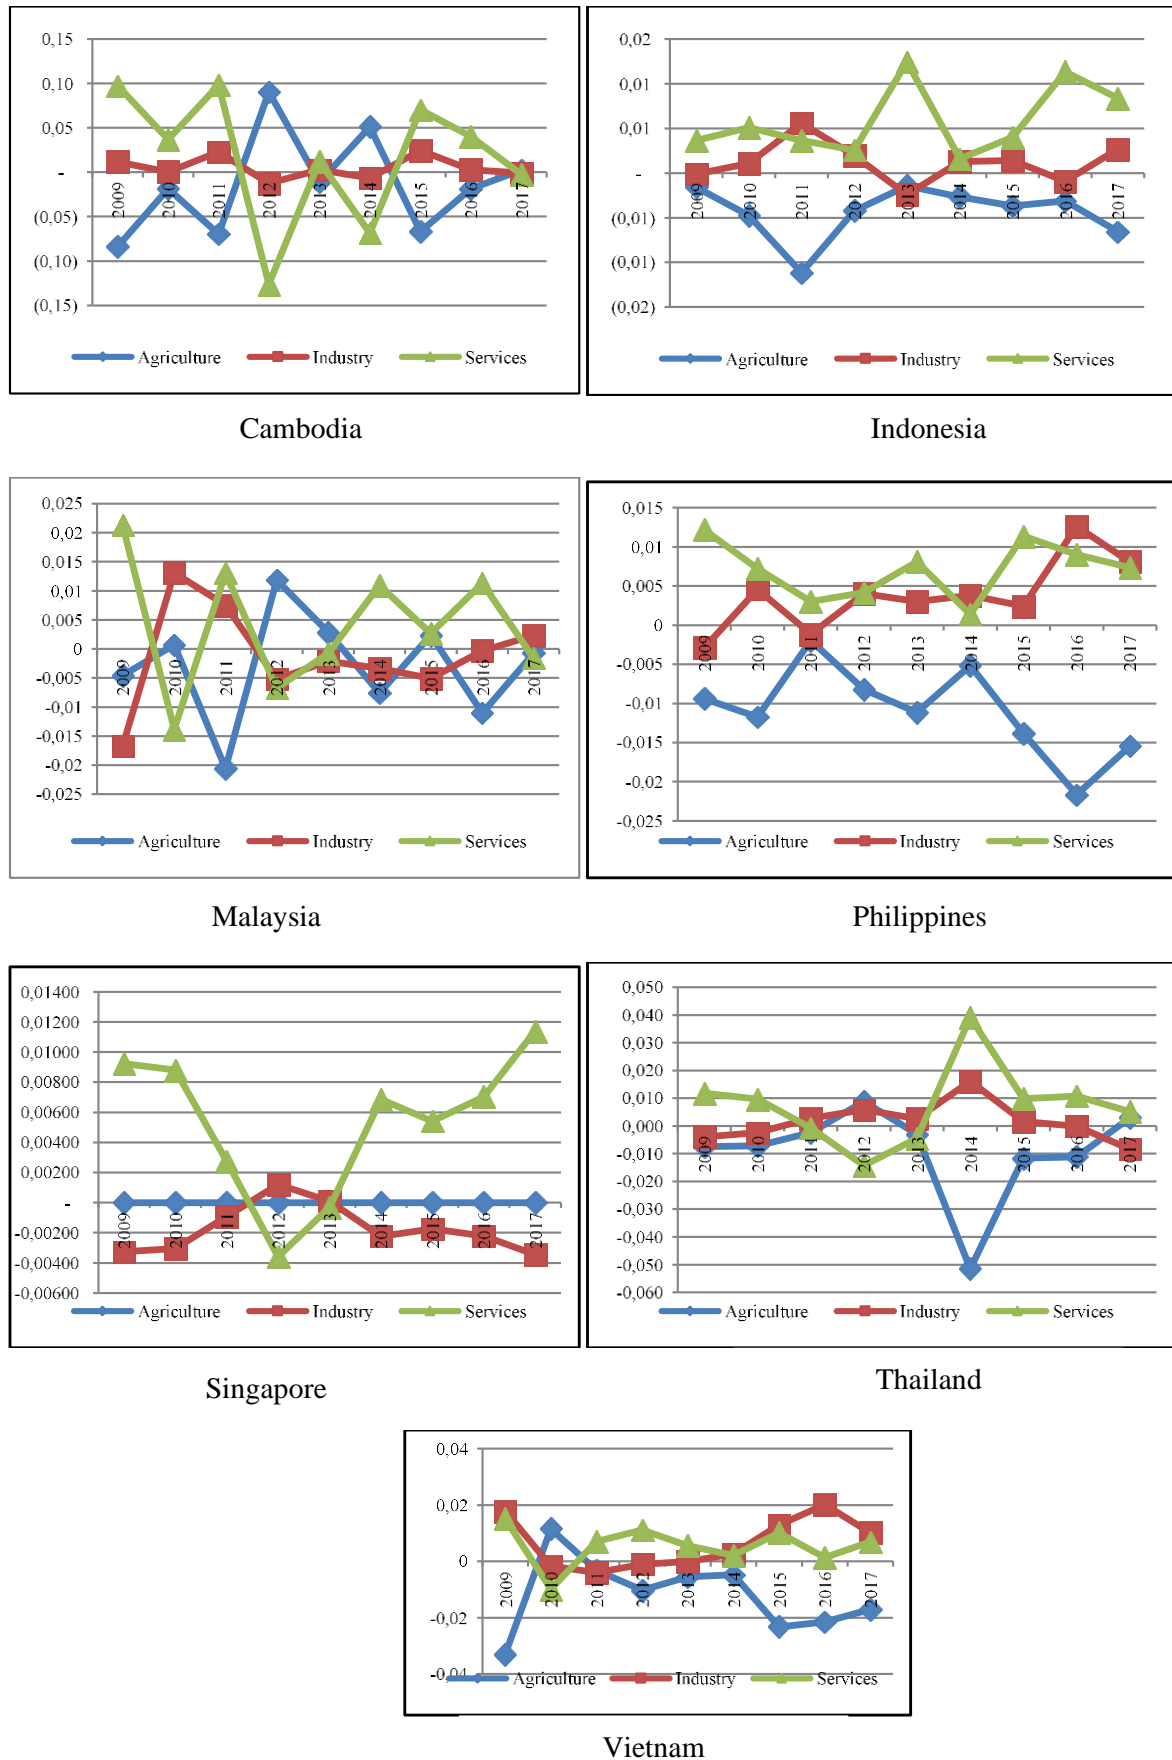 0,15
0,10
0,05
-
(0,05)
(0,10)
(0,15)
2009 2010 2011 2012 2013 2014 2015 2016 2017
Agriculture Industry Services
Cambodia
0,02
0,01
0,01
-
(0,01)
(0,01)
(0,02)
2009 2010 2011 2012 2013 2014 2015 2016 2017
Agriculture Industry Services
Indonesia
0,025
0,02
0,015
0,01
0,005
0
-0,005
-0,01
-0,015
-0,02
-0,025
2009 2010 2011 2012 2013 2014 2015 2016 2017
Agriculture Industry Services
Malaysia
0,015
0,01
0,005
0
-0,005
-0,01
-0,015
-0,02
-0,025
2009 2010 2011 2012 2013 2014 2015 2016 2017
Agriculture Industry Services
Philippines
0,01400
0,01200
0,01000
0,00800
0,00600
0,00400
0,00200
-
-0,00200
-0,00400
-0,00600
2009 2010 2011 2012 2013 2014 2015 2016 2017
Agriculture Industry Services
Singapore
0,050
0,040
0,030
0,020
0,010
0,000
-0,010
-0,020
-0,030
-0,040
-0,050
-0,060
2009 2010 2011 2012 2013 2014 2015 2016 2017
Agriculture Industry Services
Thailand
0,04
0,02
0
-0,02
-0,04
2009 2010 2011 2012 2013 2014 2015 2016 2017
Agriculture Industry Services
Vietnam